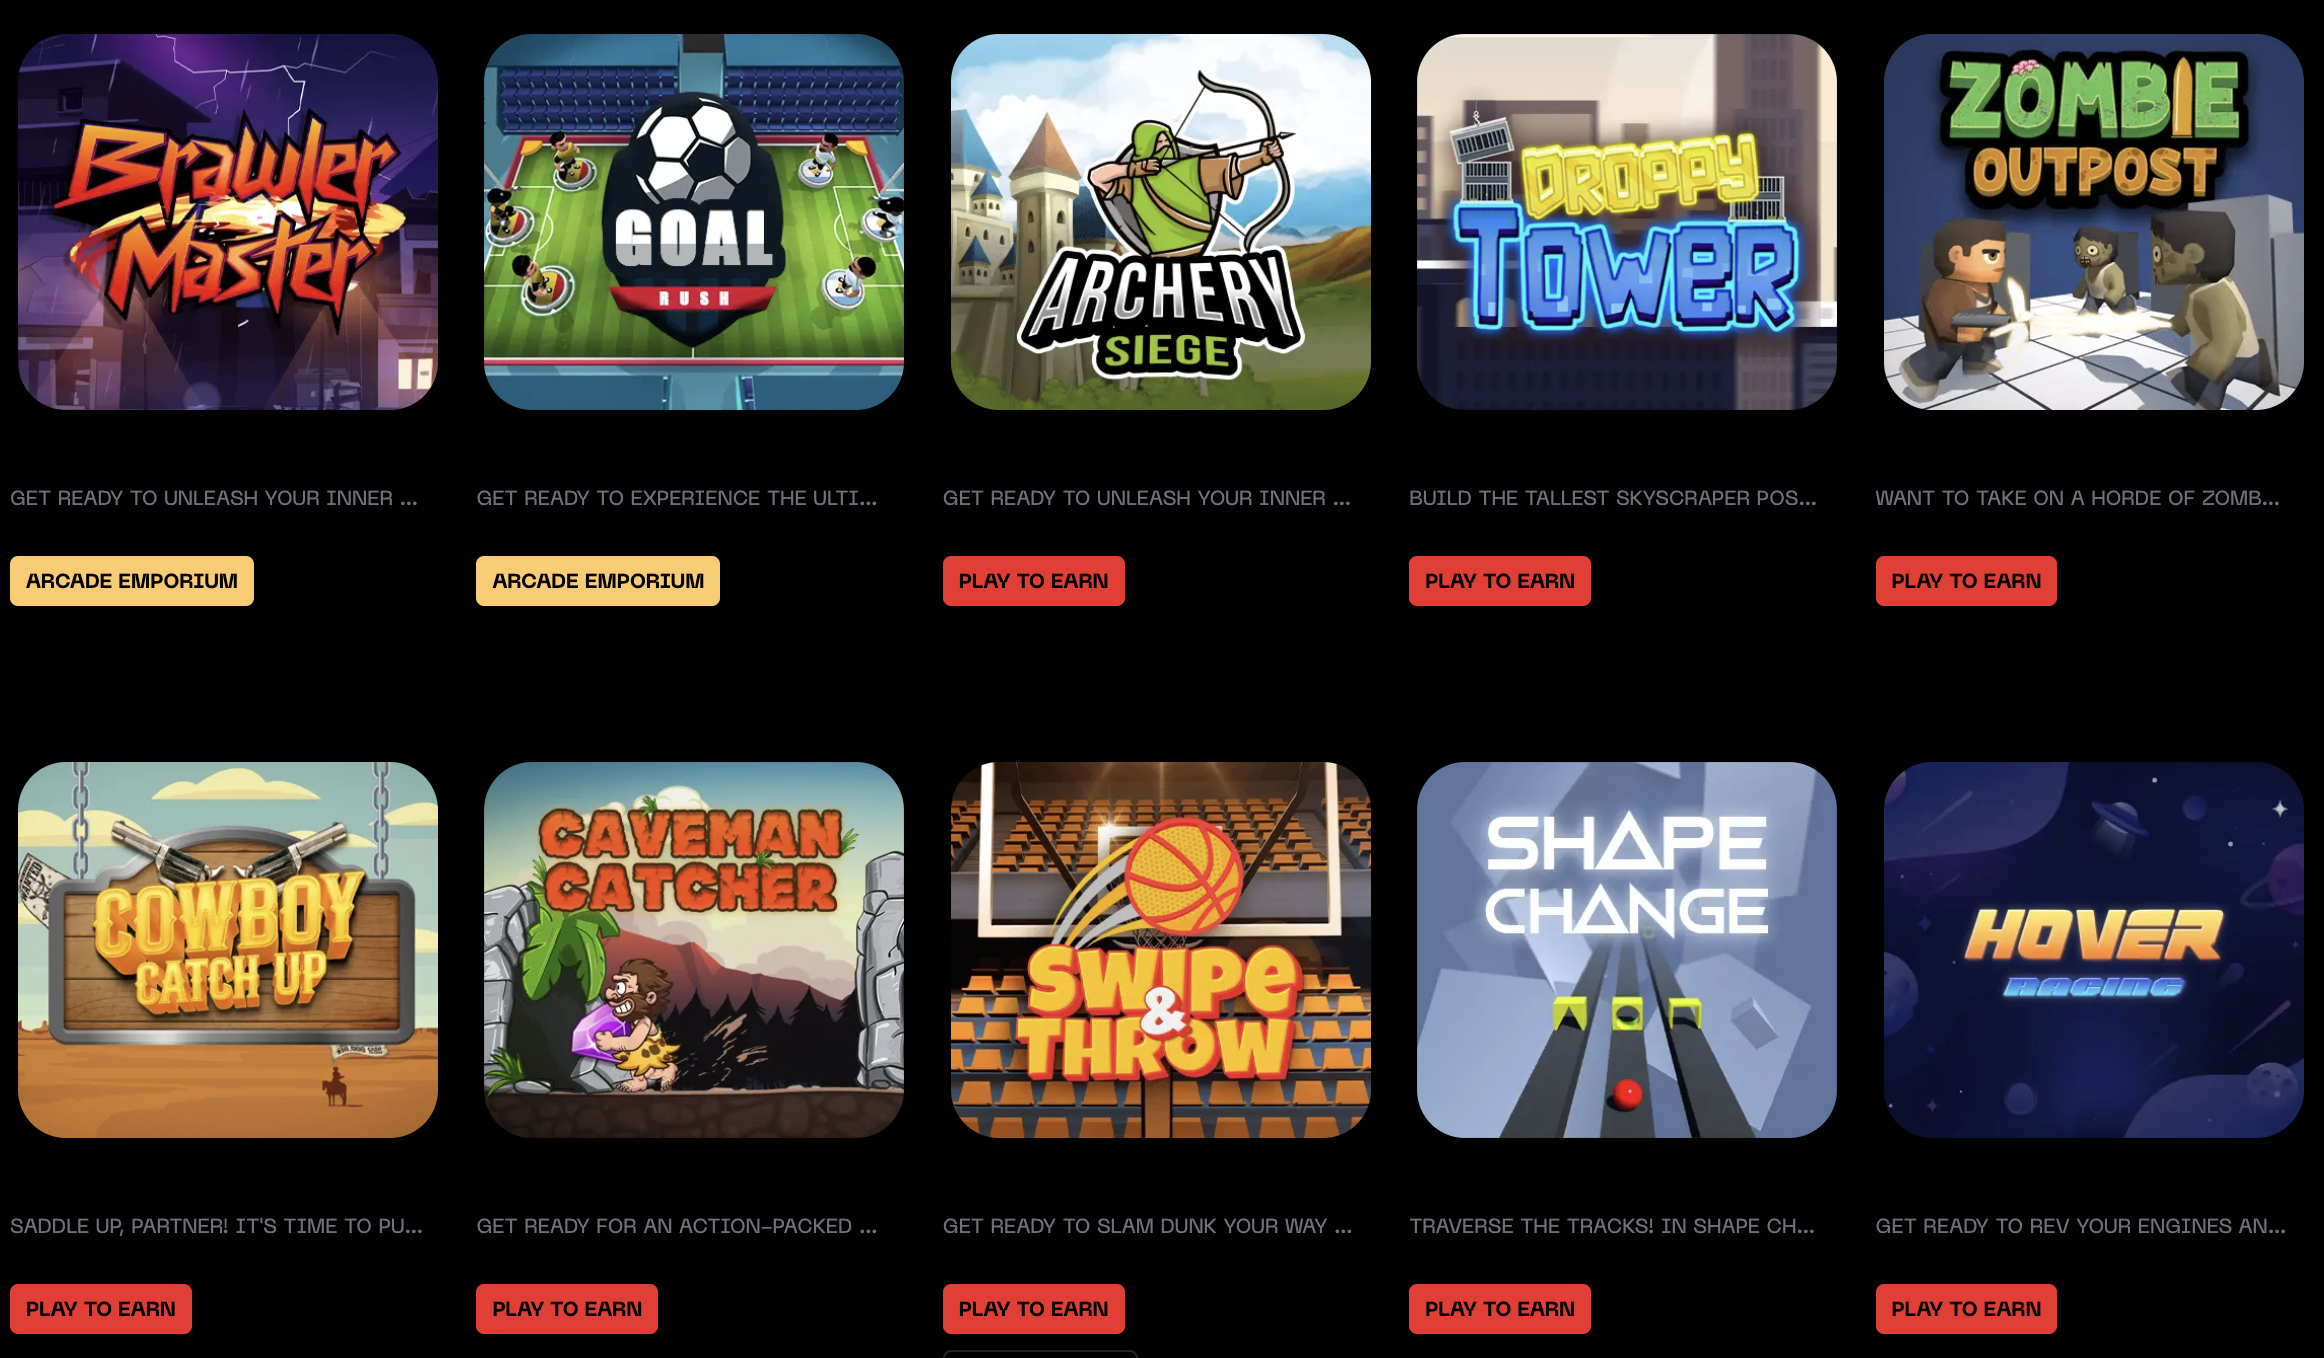 Brawler
Master
GOAL
RUSH
ARCHERY
SIEGE
DROPPY
TOWER
ZOMBIE
OUTPOST
GET READY TO UNLEASH YOUR INNER ...
GET READY TO EXPERIENCE THE ULTI...
GET READY TO UNLEASH YOUR INNER ...
BUILD THE TALLEST SKYSCRAPER POS...
WANT TO TAKE ON A HORDE OF ZOMB...
ARCADE EMPORIUM
ARCADE EMPORIUM
PLAY TO EARN
PLAY TO EARN
PLAY TO EARN
WANTED
COWBOY
CATCH UP
CAVEMAN
CATCHER
SWIPE
&
THROW
SHAPE
CHANGE
HOVER
RACING
SADDLE UP, PARTNER! IT'S TIME TO PU...
GET READY FOR AN ACTION-PACKED ...
GET READY TO SLAM DUNK YOUR WAY ...
TRAVERSE THE TRACKS! IN SHAPE CH...
GET READY TO REV YOUR ENGINES AN...
PLAY TO EARN
PLAY TO EARN
PLAY TO EARN
PLAY TO EARN
PLAY TO EARN